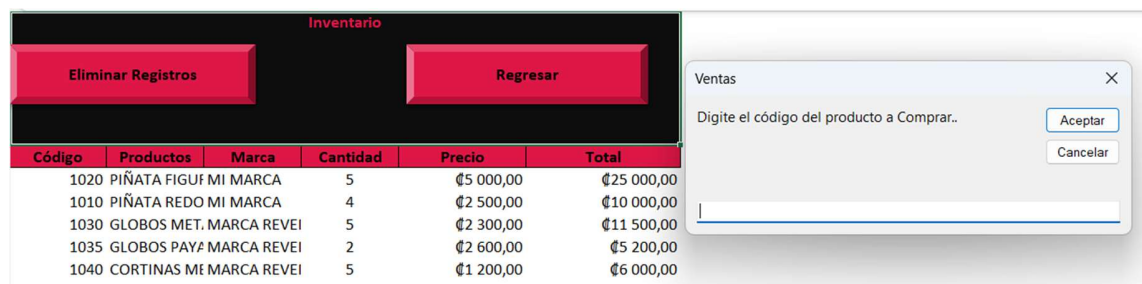 Inventario
Eliminar Registros
Regresar
Código Productos Marca Cantidad Precio Total
1020 PIÑATA FIGUR MI MARCA 5 ₡5 000,00 ₡25 000,00
1010 PIÑATA REDO MI MARCA 4 ₡2 500,00 ₡10 000,00
1030 GLOBOS MET. MARCA REVEI 5 ₡2 300,00 ₡11 500,00
1035 GLOBOS PAYA MARCA REVEI 2 ₡2 600,00 ₡5 200,00
1040 CORTINAS ME MARCA REVEI 5 ₡1 200,00 ₡6 000,00
Ventas
Digite el código del producto a Comprar..
Aceptar
Cancelar